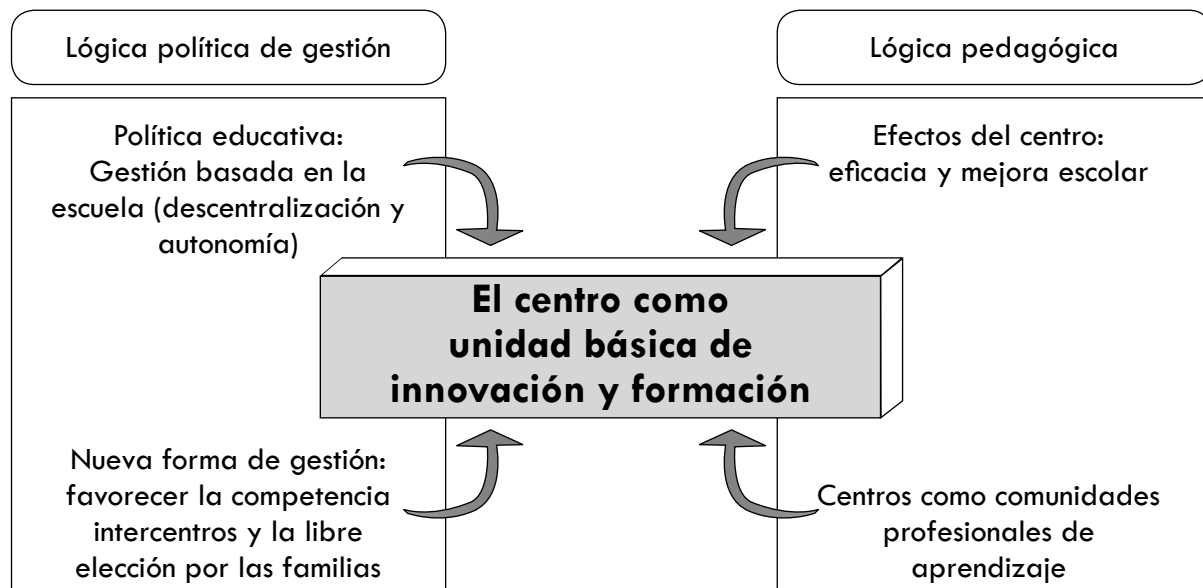 Lógica política de gestión
Lógica pedagógica
Política educativa:
Gestión basada en la
escuela (descentralización y
autonomía)
Efectos del centro:
eficacia y mejora escolar
El centro como
unidad básica de
innovación y formación
Nueva forma de gestión:
favorecer la competencia
intercentros y la libre
elección por las familias
Centros como comunidades
profesionales de
aprendizaje